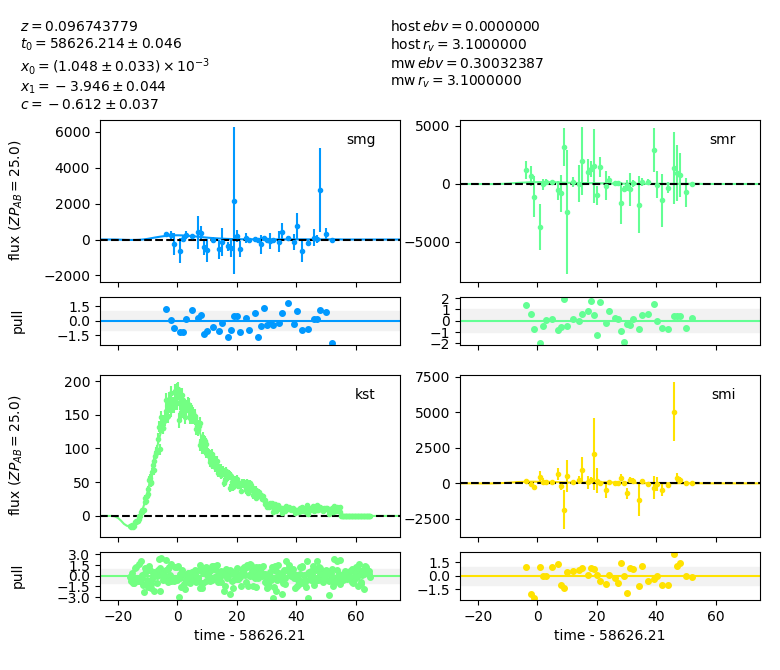 z = 0.096743779
t₀ = 58626.214 ± 0.046
x₀ = (1.048 ± 0.033) × 10⁻³
x₁ = −3.946 ± 0.044
c = −0.612 ± 0.037
host ebv = 0.0000000
host r_v = 3.1000000
mw ebv = 0.30032387
mw r_v = 3.1000000
flux (ZP_AB = 25.0)
6000
4000
2000
0
−2000
smg
5000
0
−5000
smr
pull
1.5
0.0
−1.5
2
1
0
−1
−2
flux (ZP_AB = 25.0)
200
150
100
50
0
kst
7500
5000
2500
0
−2500
smi
pull
3.0
1.5
0.0
−1.5
−3.0
1.5
0.0
−1.5
−20 0 20 40 60
−20 0 20 40 60
time - 58626.21
time - 58626.21